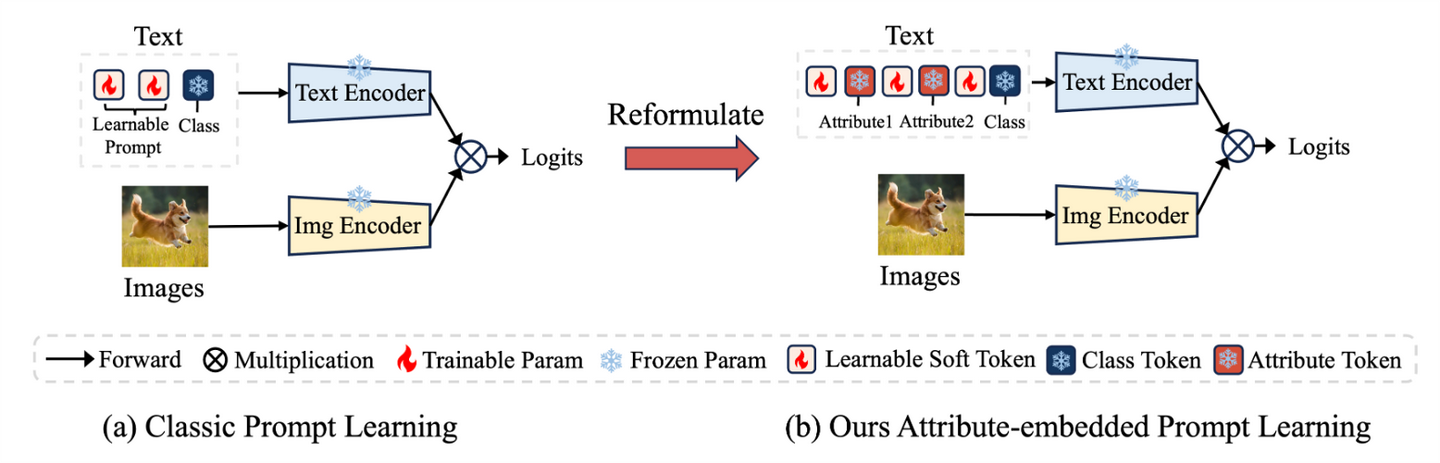 Text
Learnable
Prompt
Class
Text Encoder
Logits
Img Encoder
Images
Reformulate
Text
Attribute1 Attribute2 Class
Text Encoder
Logits
Img Encoder
Images
Forward Multiplication Trainable Param Frozen Param Learnable Soft Token Class Token Attribute Token
(a) Classic Prompt Learning
(b) Ours Attribute-embedded Prompt Learning